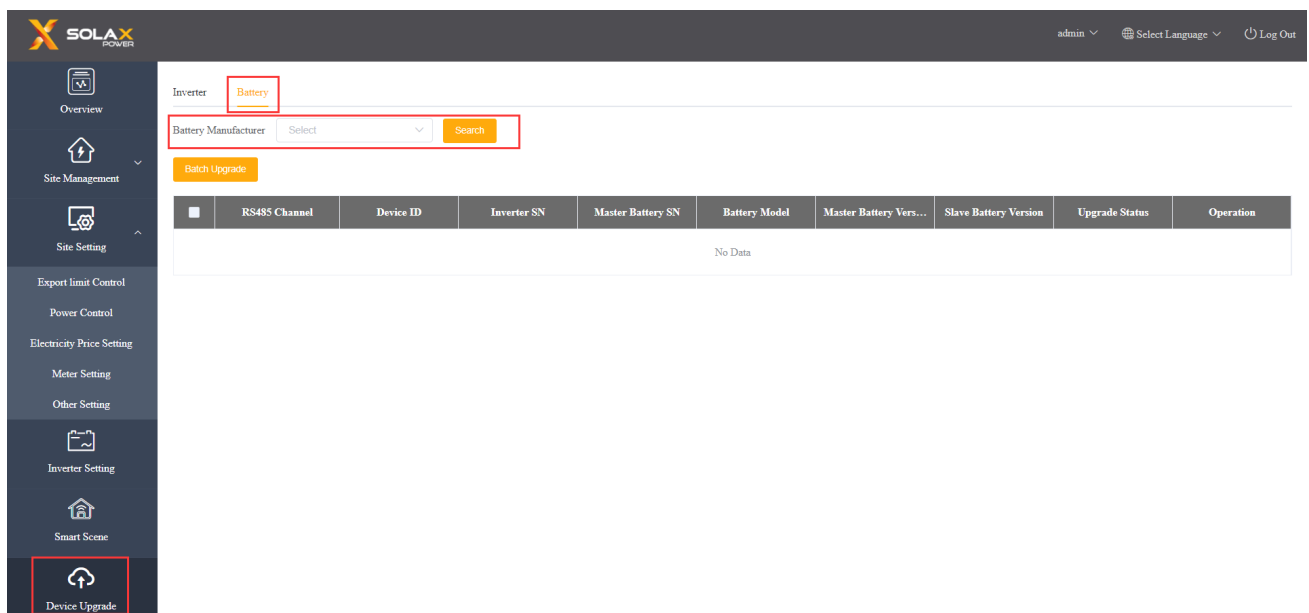 SOLAX
POWER
admin
Select Language
Log Out
Overview
Site Management
Site Setting
Export limit Control
Power Control
Electricity Price Setting
Meter Setting
Other Setting
Inverter Setting
Smart Scene
Device Upgrade
Inverter
Battery
Battery Manufacturer
Select
Search
Batch Upgrade
RS485 Channel
Device ID
Inverter SN
Master Battery SN
Battery Model
Master Battery Vers...
Slave Battery Version
Upgrade Status
Operation
No Data